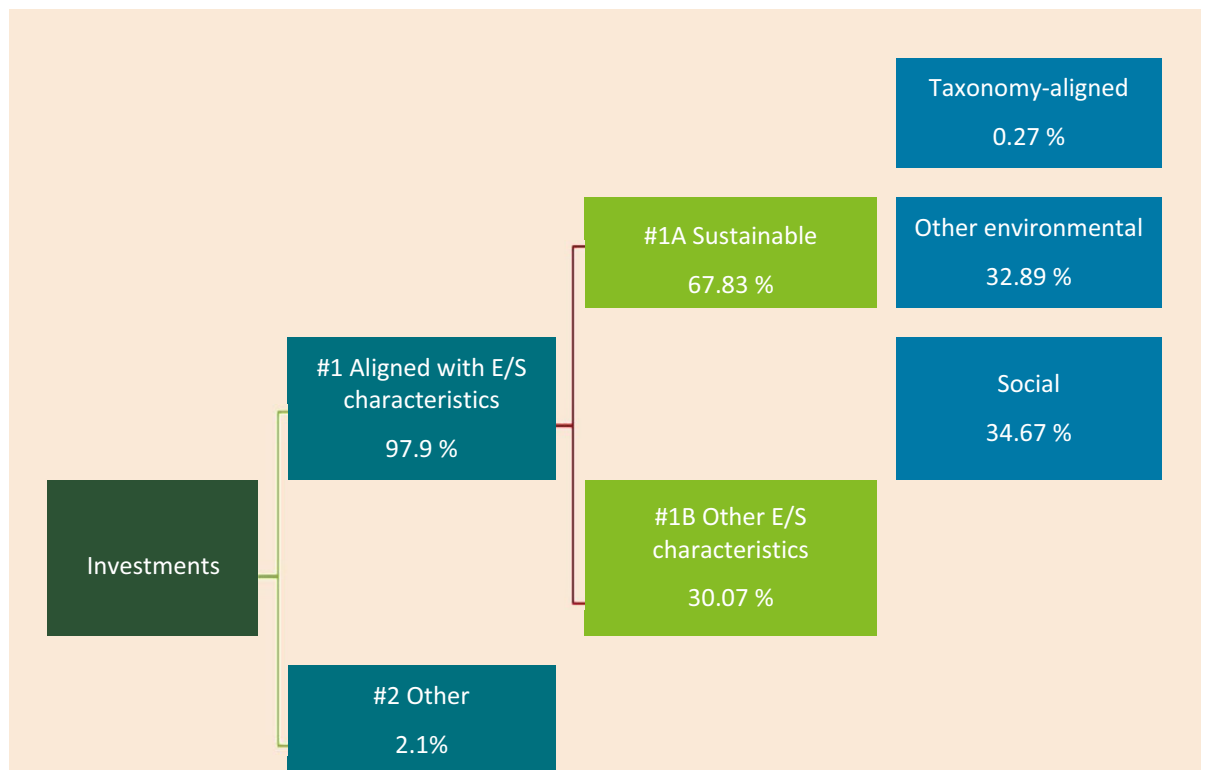 Taxonomy-aligned
0.27 %
#1A Sustainable
67.83 %
Other environmental
32.89 %
#1 Aligned with E/S
characteristics
97.9 %
Social
34.67 %
Investments
#1B Other E/S
characteristics
30.07 %
#2 Other
2.1%